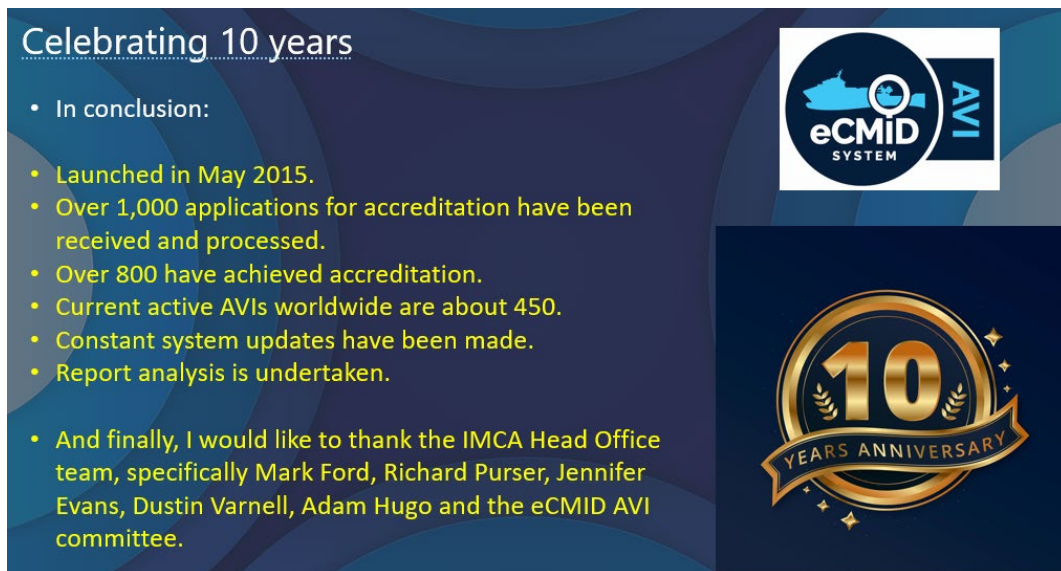 Celebrating 10 years
• In conclusion:
• Launched in May 2015.
• Over 1,000 applications for accreditation have been
received and processed.
• Over 800 have achieved accreditation.
• Current active AVIs worldwide are about 450.
• Constant system updates have been made.
• Report analysis is undertaken.
• And finally, I would like to thank the IMCA Head Office
team, specifically Mark Ford, Richard Purser, Jennifer
Evans, Dustin Varnell, Adam Hugo and the eCMID AVI
committee.
eCMID
SYSTEM
AVI
10
YEARS ANNIVERSARY